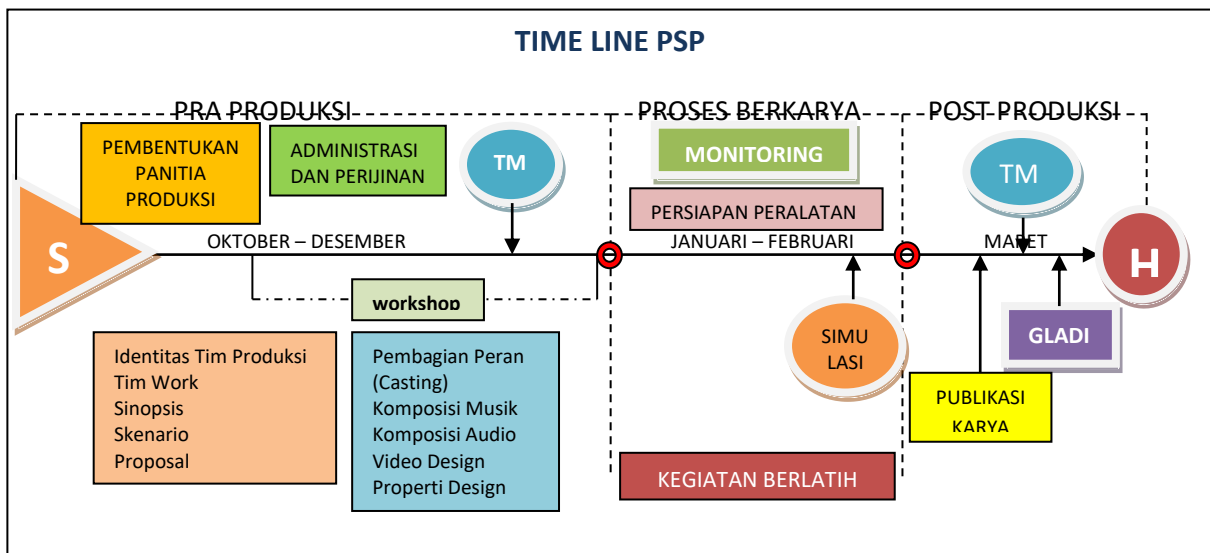 TIME LINE PSP
PRA PRODUKSI
PROSES BERKARYA
POST PRODUKSI
PEMBENTUKAN
PANITIA
PRODUKSI
ADMINISTRASI
DAN PERIJINAN
TM
MONITORING
PERSIAPAN PERALATAN
TM
S
OKTOBER – DESEMBER
JANUARI – FEBRUARI
MARET
H
workshop
Identitas Tim Produksi
Tim Work
Sinopsis
Skenario
Proposal
Pembagian Peran
(Casting)
Komposisi Musik
Komposisi Audio
Video Design
Properti Design
SIMU
LASI
GLADI
PUBLIKASI
KARYA
KEGIATAN BERLATIH